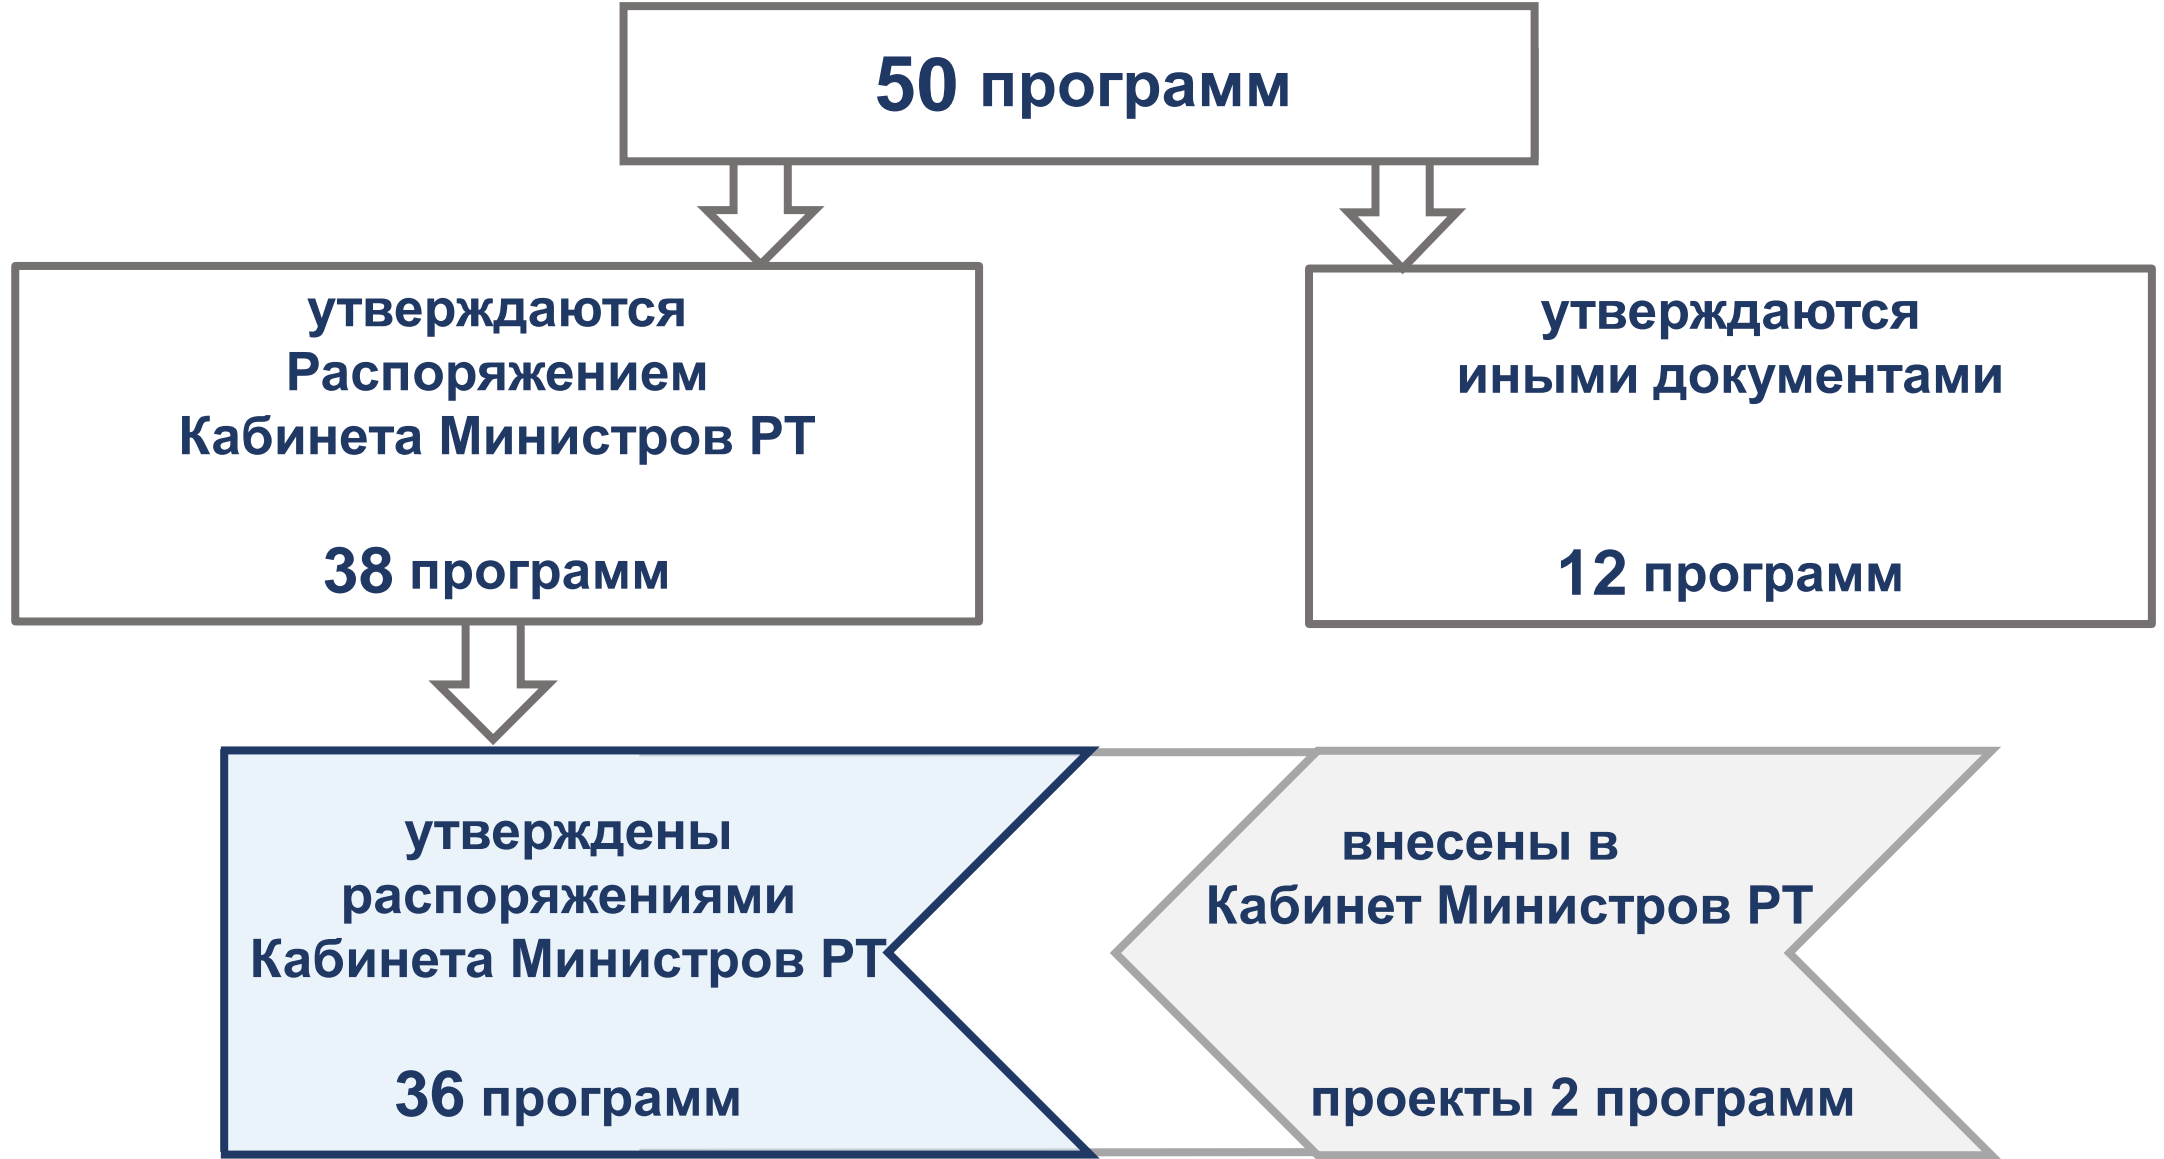 50 программ
утверждаются
Распоряжением
Кабинета Министров РТ
38 программ
утверждаются
иными документами
12 программ
утверждены
распоряжениями
Кабинета Министров РТ
36 программ
внесены в
Кабинет Министров РТ
проекты 2 программ